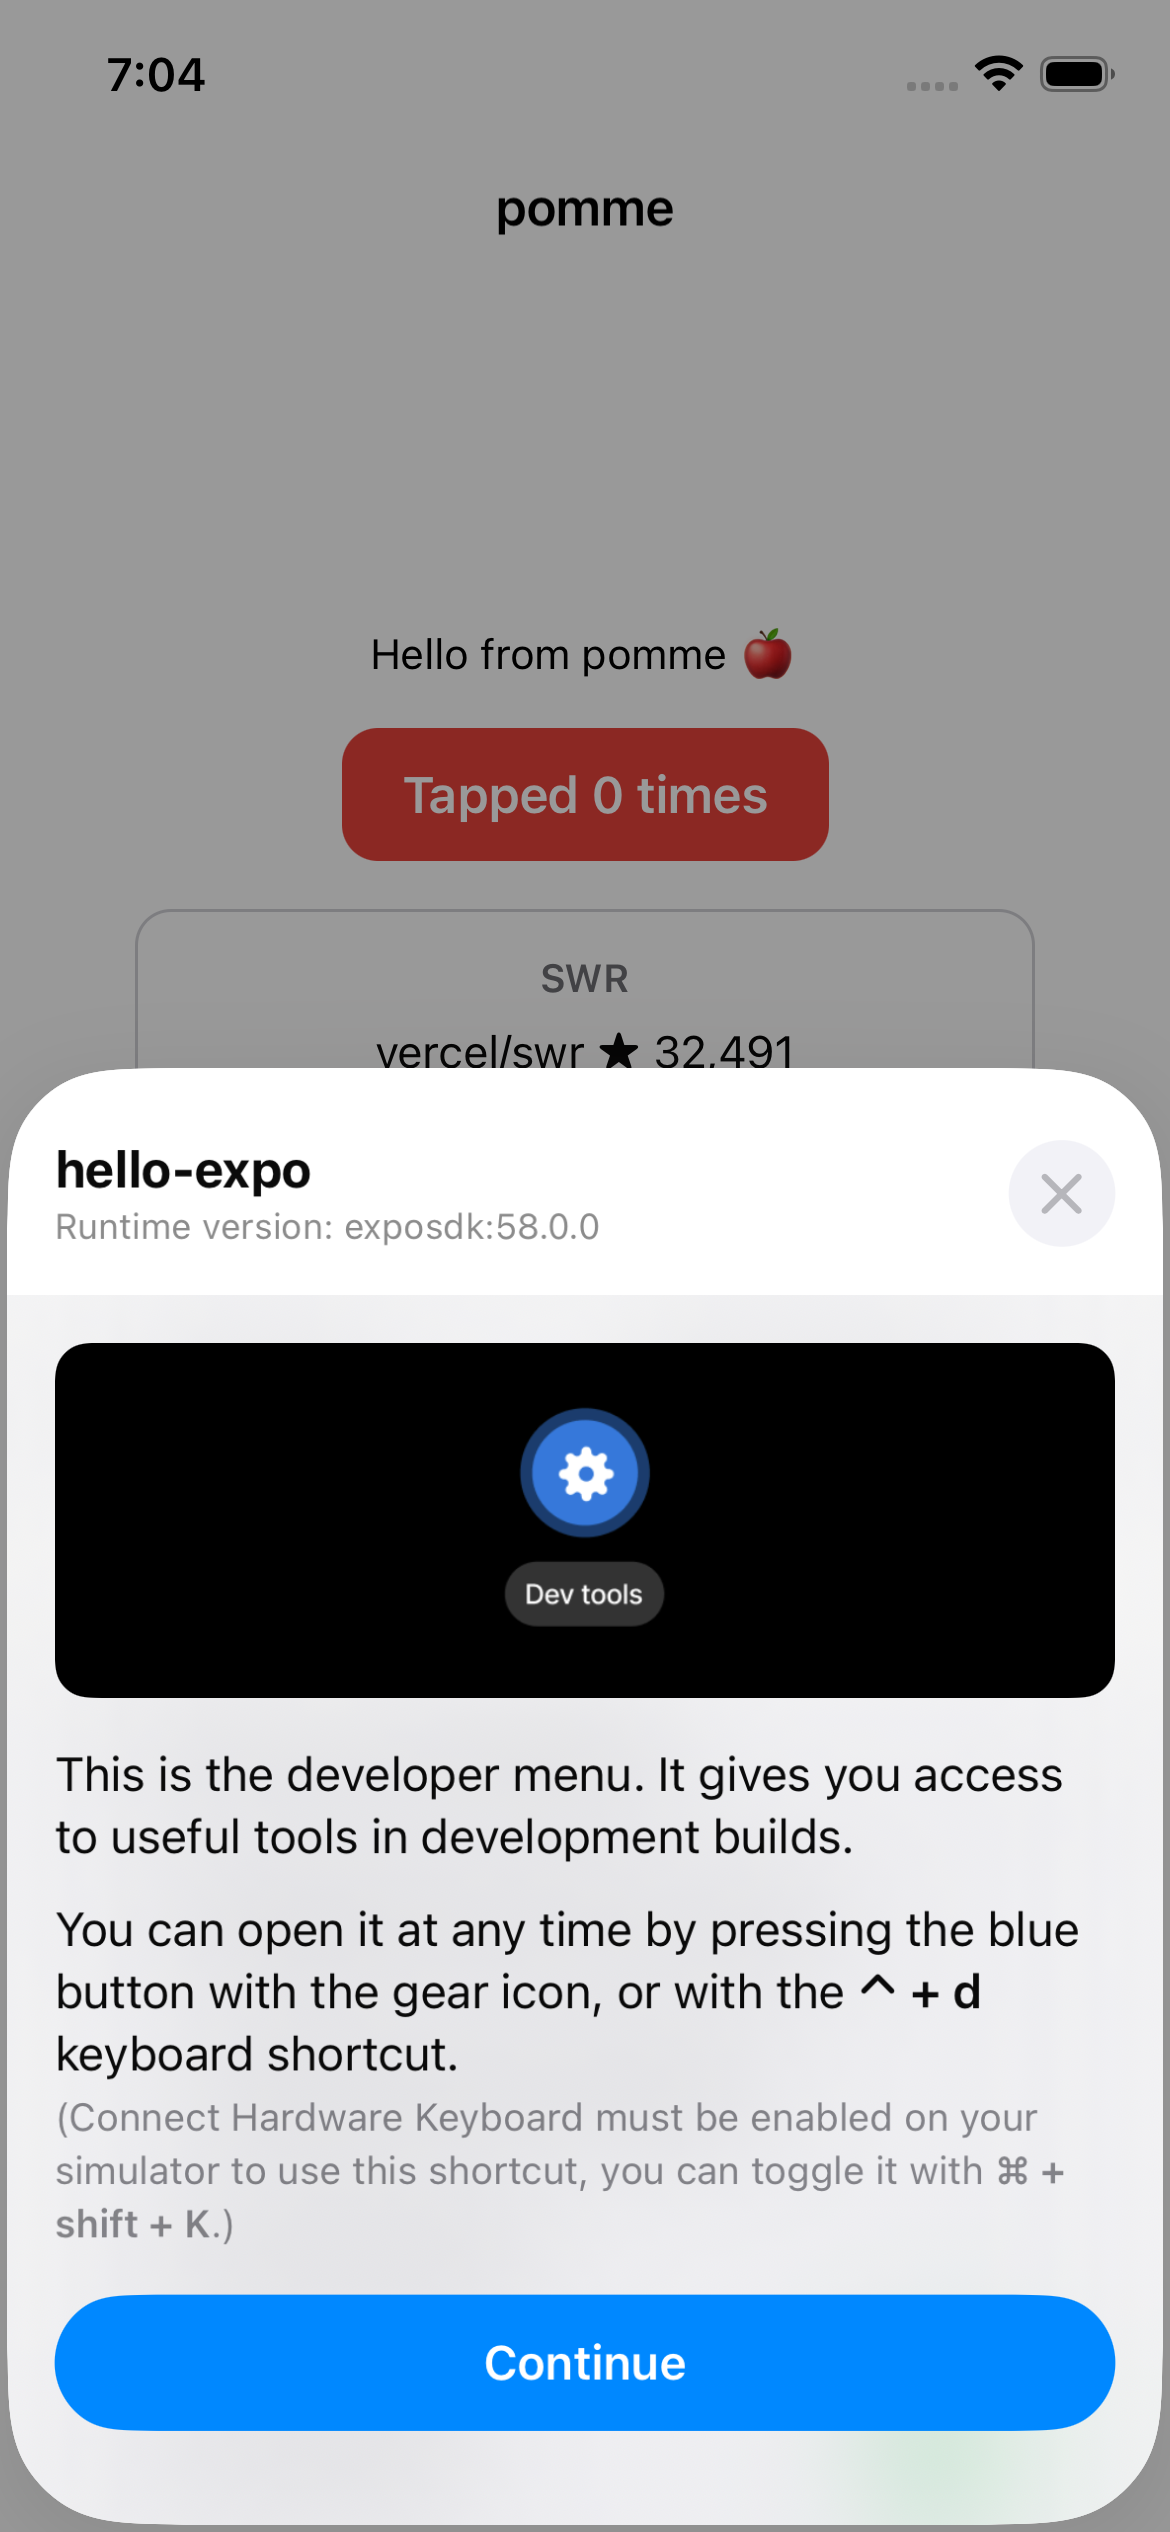 7:04
pomme
Hello from pomme 🍎
Tapped 0 times
SWR
vercel/swr ★ 32,491
hello-expo
Runtime version: exposdk:58.0.0
Dev tools
This is the developer menu. It gives you access
to useful tools in development builds.
You can open it at any time by pressing the blue
button with the gear icon, or with the ⌃ + d
keyboard shortcut.
(Connect Hardware Keyboard must be enabled on your
simulator to use this shortcut, you can toggle it with ⌘ +
shift + K.)
Continue